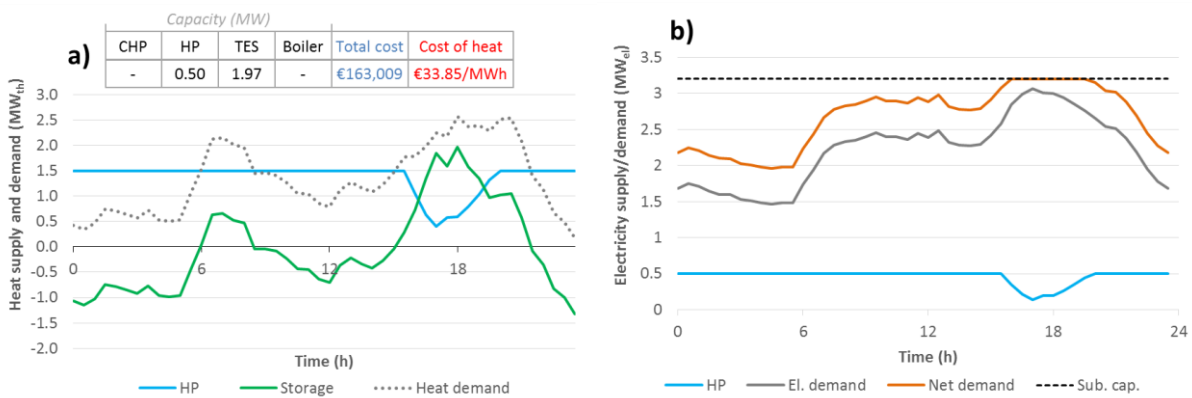 Capacity (MW)
a)
CHP HP TES Boiler Total cost Cost of heat
- 0.50 1.97 - €163,009 €33.85/MWh
Heat supply and demand (MWth)
3.0
2.5
2.0
1.5
1.0
0.5
0.0
-0.5
-1.0
-1.5
-2.0
0 6 12 18
Time (h)
HP Storage Heat demand
b)
Electricity supply/demand (MWel)
3.5
3
2.5
2
1.5
1
0.5
0
0 6 12 18 24
Time (h)
HP El. demand Net demand Sub. cap.